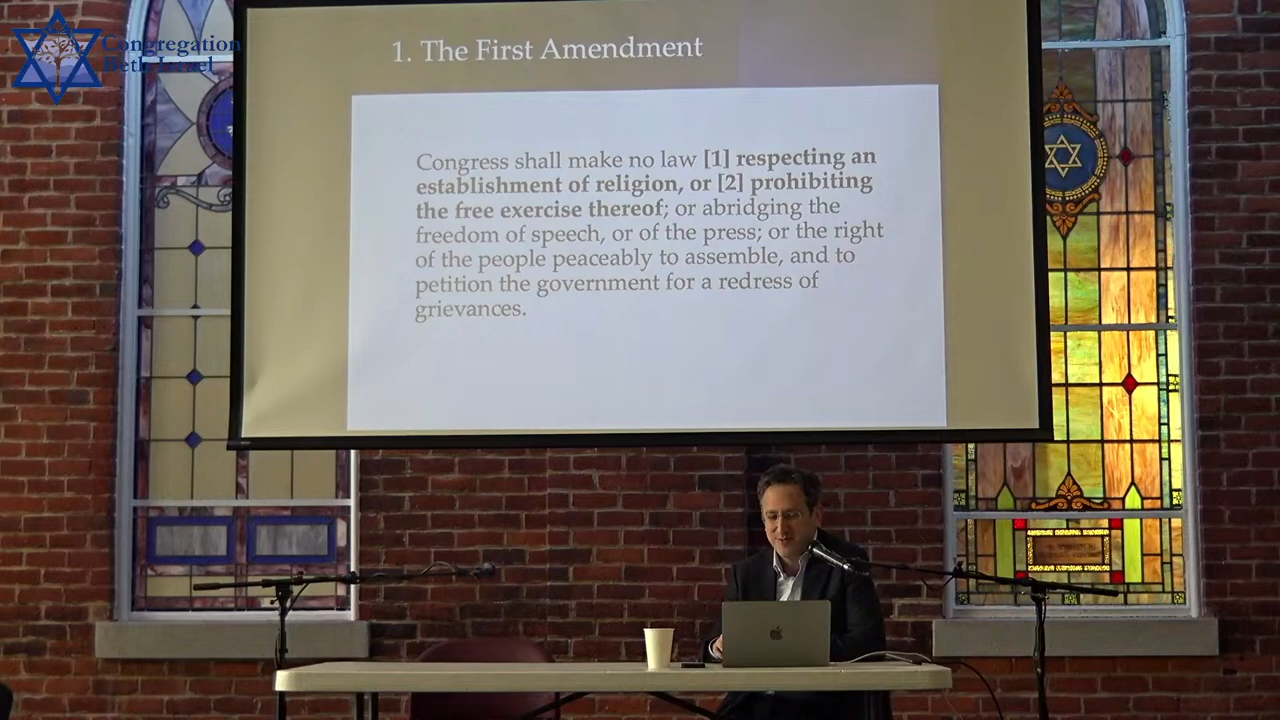 Congregation
Beth Israel
1. The First Amendment
Congress shall make no law [1] respecting an
establishment of religion, or [2] prohibiting
the free exercise thereof; or abridging the
freedom of speech, or of the press; or the right
of the people peaceably to assemble, and to
petition the government for a redress of
grievances.